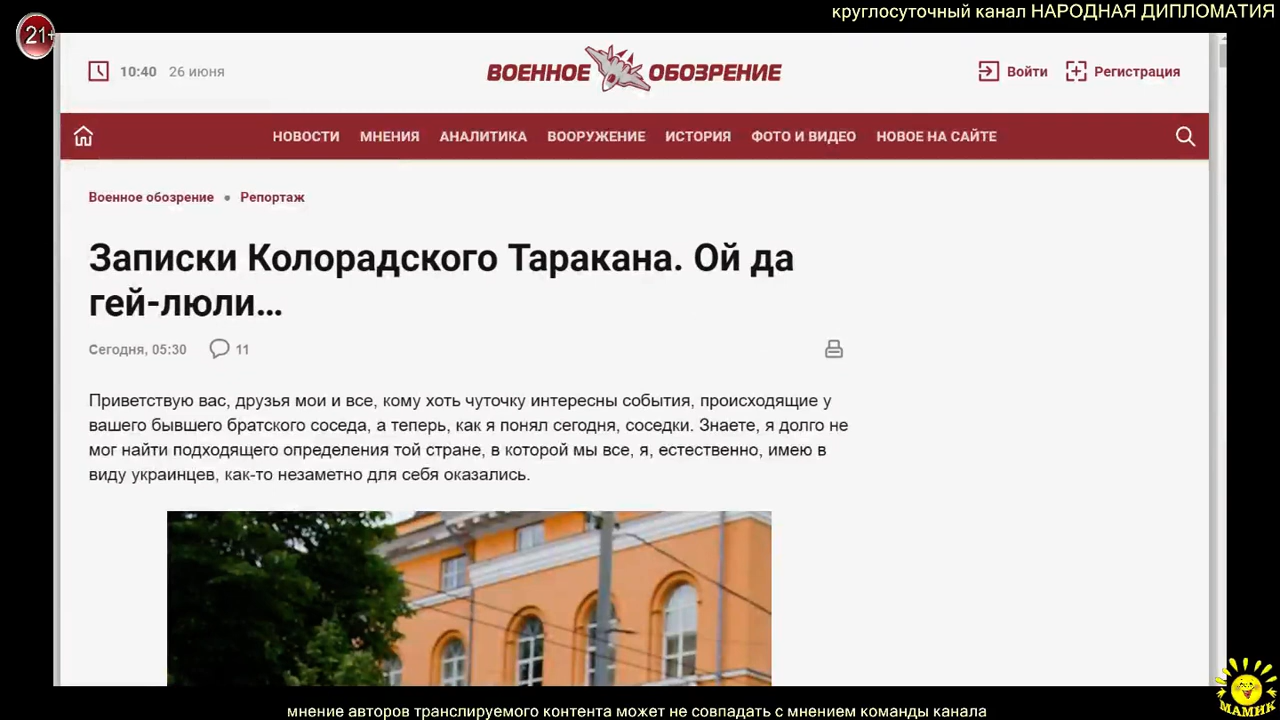 круглосуточный канал НАРОДНАЯ ДИПЛОМАТИЯ
21+
10:40 26 июня
ВОЕННОЕ ОБОЗРЕНИЕ
Войти
Регистрация
НОВОСТИ МНЕНИЯ АНАЛИТИКА ВООРУЖЕНИЕ ИСТОРИЯ ФОТО И ВИДЕО НОВОЕ НА САЙТЕ
Военное обозрение • Репортаж
Записки Колорадского Таракана. Ой да
гей-люли...
Сегодня, 05:30 11
Приветствую вас, друзья мои и все, кому хоть чуточку интересны события, происходящие у
вашего бывшего братского соседа, а теперь, как я понял сегодня, соседки. Знаете, я долго не
мог найти подходящего определения той стране, в которой мы все, я, естественно, имею в
виду украинцев, как-то незаметно для себя оказались.
МАМИК
мнение авторов транслируемого контента может не совпадать с мнением команды канала